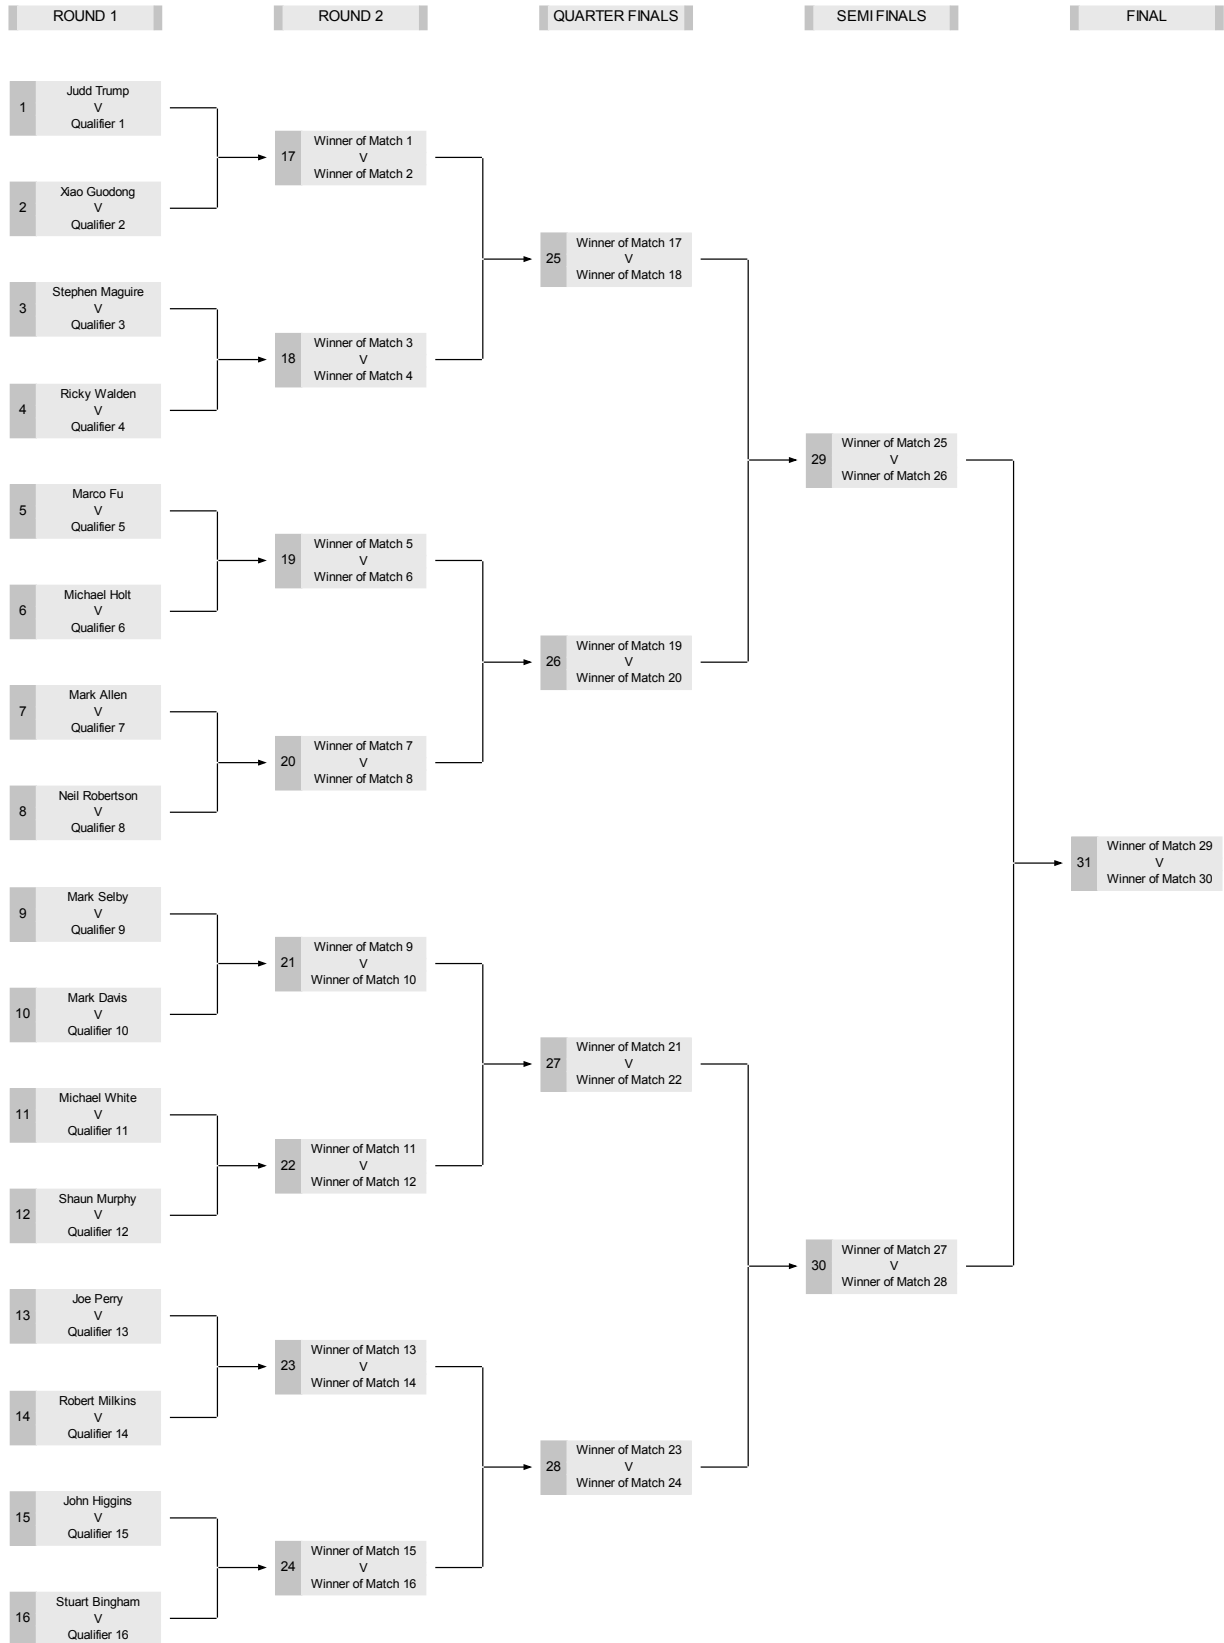 ROUND 1
ROUND 2
QUARTER FINALS
SEMI FINALS
FINAL
1
Judd Trump
V
Qualifier 1
2
Xiao Guodong
V
Qualifier 2
3
Stephen Maguire
V
Qualifier 3
4
Ricky Walden
V
Qualifier 4
5
Marco Fu
V
Qualifier 5
6
Michael Holt
V
Qualifier 6
7
Mark Allen
V
Qualifier 7
8
Neil Robertson
V
Qualifier 8
9
Mark Selby
V
Qualifier 9
10
Mark Davis
V
Qualifier 10
11
Michael White
V
Qualifier 11
12
Shaun Murphy
V
Qualifier 12
13
Joe Perry
V
Qualifier 13
14
Robert Milkins
V
Qualifier 14
15
John Higgins
V
Qualifier 15
16
Stuart Bingham
V
Qualifier 16
17
Winner of Match 1
V
Winner of Match 2
18
Winner of Match 3
V
Winner of Match 4
19
Winner of Match 5
V
Winner of Match 6
20
Winner of Match 7
V
Winner of Match 8
21
Winner of Match 9
V
Winner of Match 10
22
Winner of Match 11
V
Winner of Match 12
23
Winner of Match 13
V
Winner of Match 14
24
Winner of Match 15
V
Winner of Match 16
25
Winner of Match 17
V
Winner of Match 18
26
Winner of Match 19
V
Winner of Match 20
27
Winner of Match 21
V
Winner of Match 22
28
Winner of Match 23
V
Winner of Match 24
29
Winner of Match 25
V
Winner of Match 26
30
Winner of Match 27
V
Winner of Match 28
31
Winner of Match 29
V
Winner of Match 30